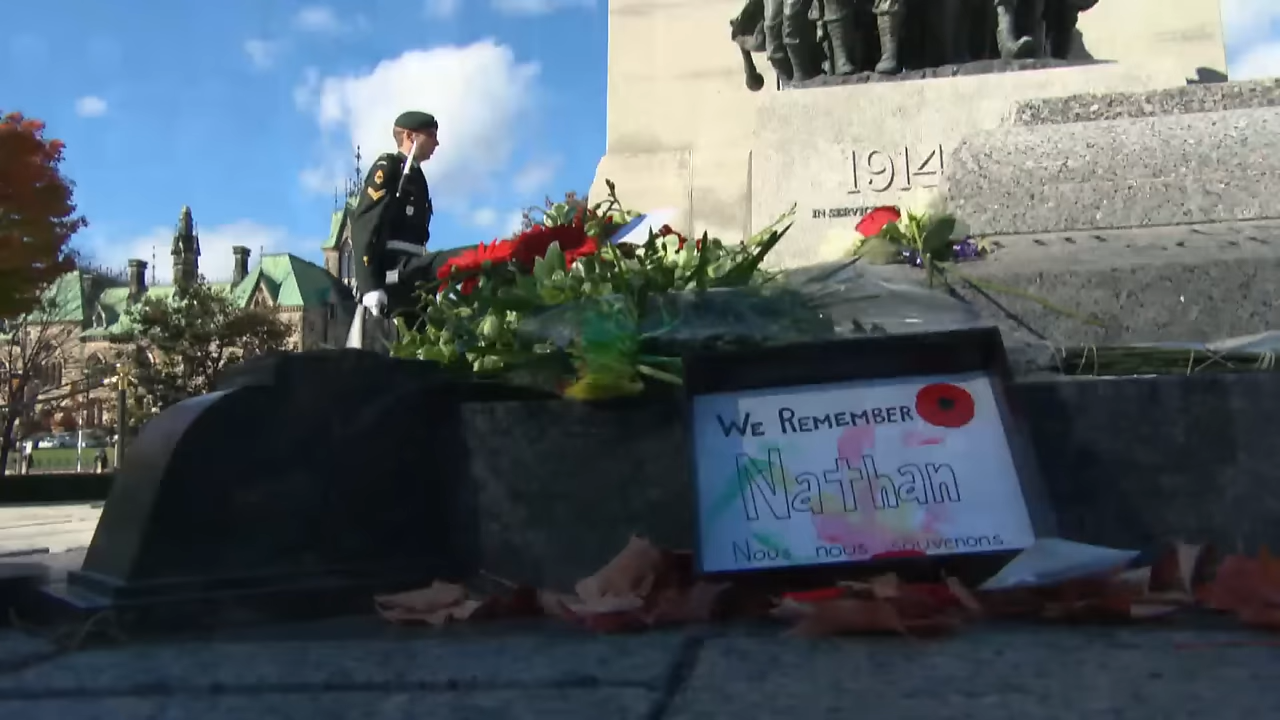 1914
IN SERVICE
WE REMEMBER
Nathan
Nous nous souvenons